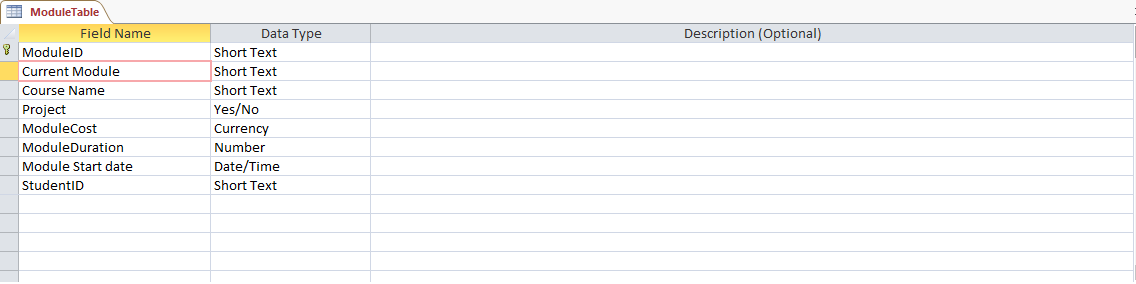 ModuleTable
Field Name Data Type Description (Optional)
ModuleID Short Text
Current Module Short Text
Course Name Short Text
Project Yes/No
ModuleCost Currency
ModuleDuration Number
Module Start date Date/Time
StudentID Short Text